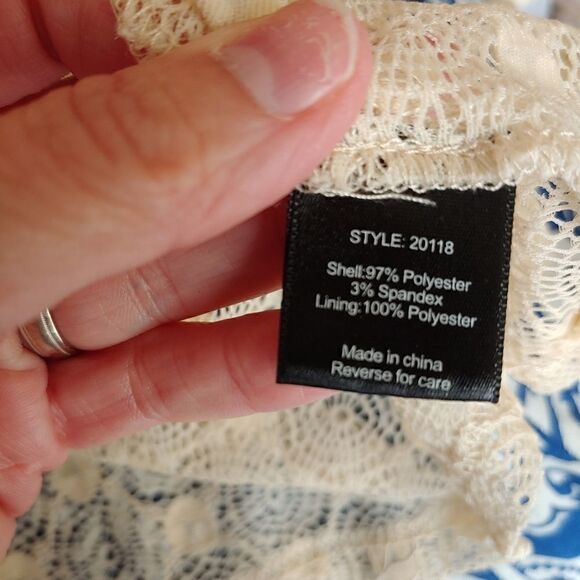 STYLE: 20118
Shell:97% Polyester
3% Spandex
Lining:100% Polyester
Made in china
Reverse for care